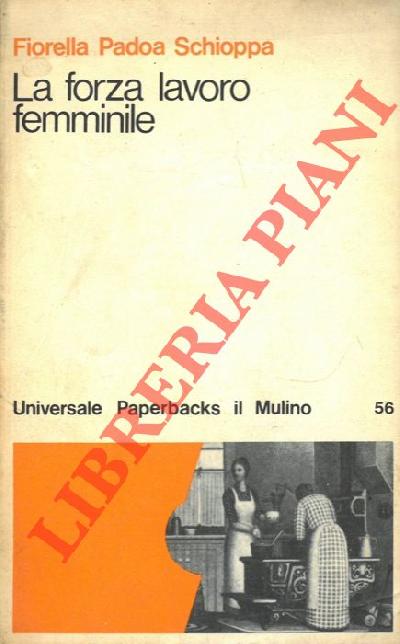 Fiorella Padoa Schioppa
La forza lavoro
femminile
LIBRERIA PIANI
Universale Paperbacks il Mulino 56